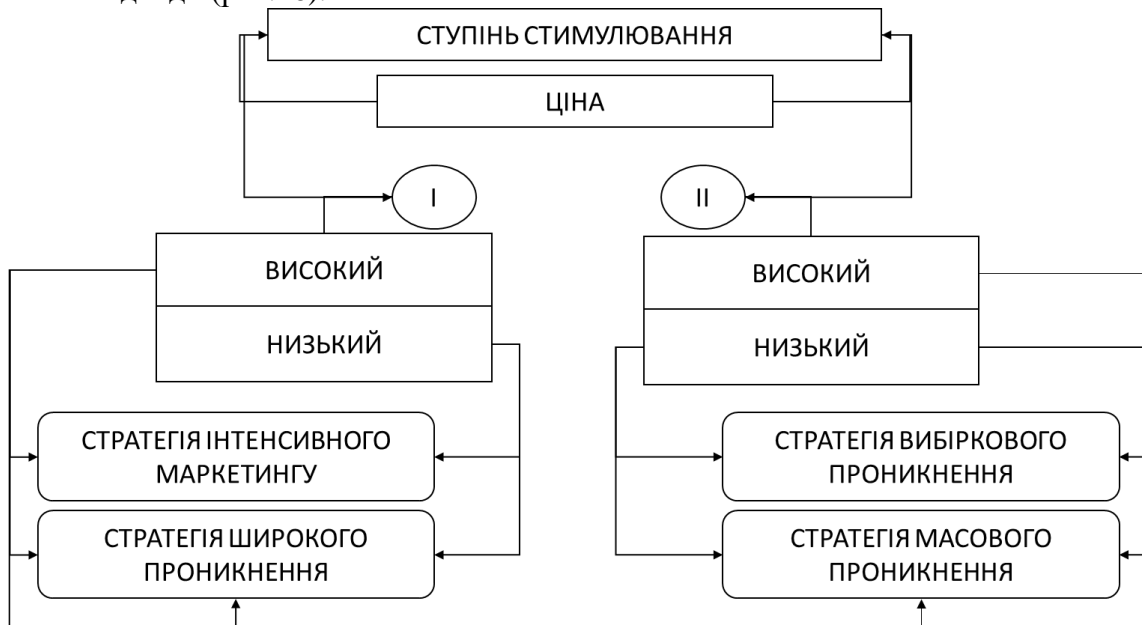 СТУПІНЬ СТИМУЛЮВАННЯ
ЦІНА
I
II
ВИСОКИЙ
НИЗЬКИЙ
ВИСОКИЙ
НИЗЬКИЙ
СТРАТЕГІЯ ІНТЕНСИВНОГО
МАРКЕТИНГУ
СТРАТЕГІЯ ВИБІРКОВОГО
ПРОНИКНЕННЯ
СТРАТЕГІЯ ШИРОКОГО
ПРОНИКНЕННЯ
СТРАТЕГІЯ МАСОВОГО
ПРОНИКНЕННЯ